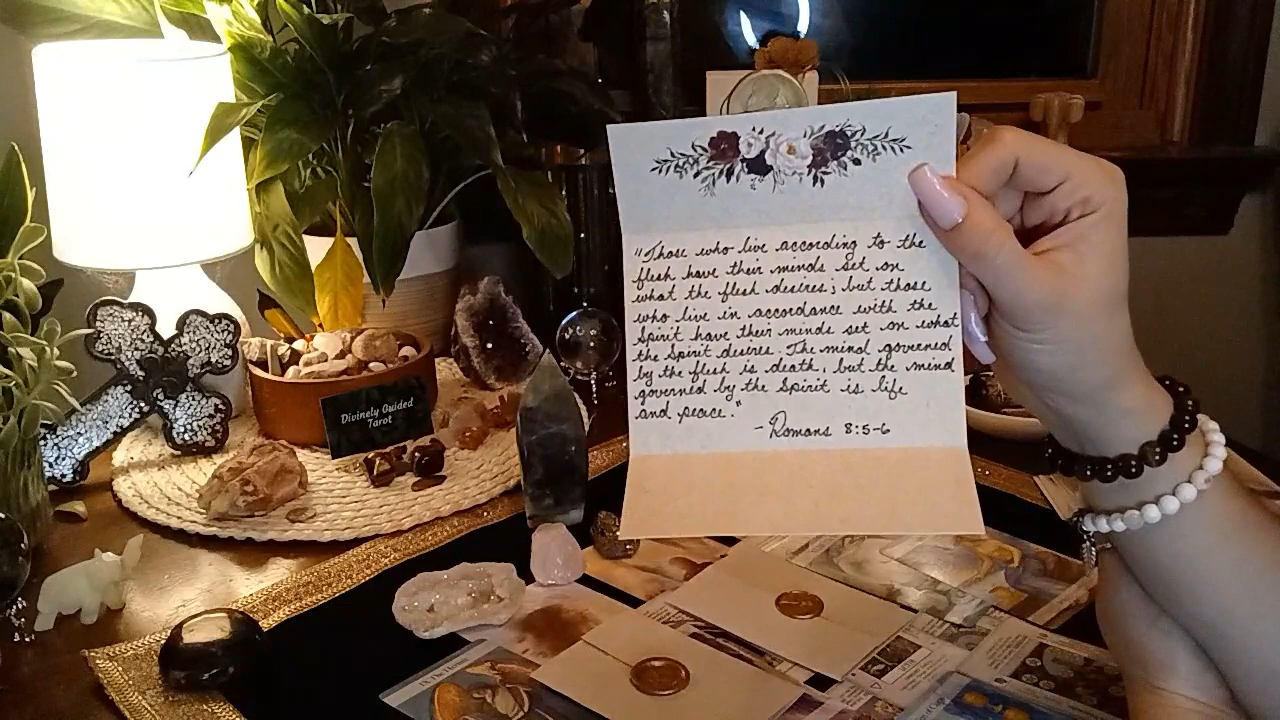 "Those who live according to the
flesh have their minds set on
what the flesh desires; but those
who live in accordance with the
Spirit have their minds set on what
the Spirit desires. The mind governed
by the flesh is death, but the mind
governed by the Spirit is life
and peace."
- Romans 8:5-6
Divinely Guided
Tarot